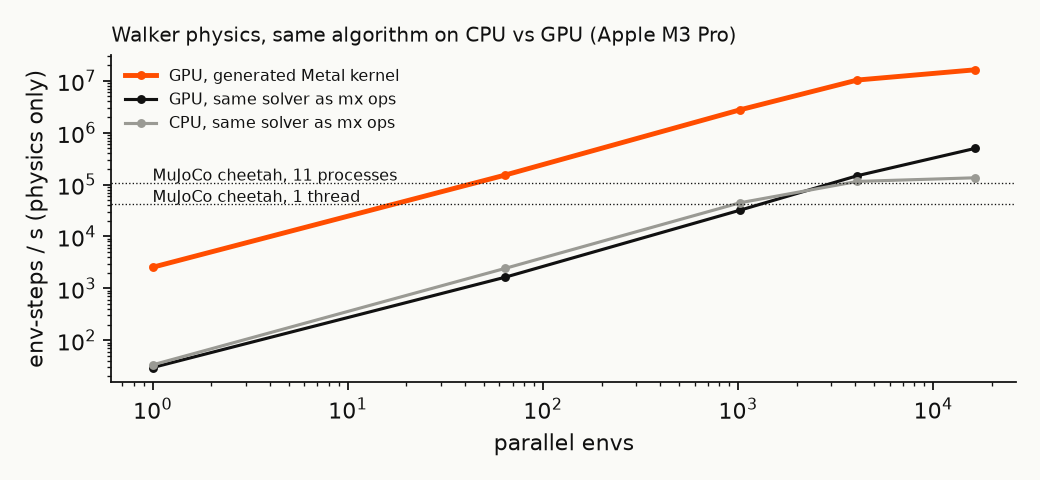 Walker physics, same algorithm on CPU vs GPU (Apple M3 Pro)
GPU, generated Metal kernel
GPU, same solver as mx ops
CPU, same solver as mx ops
MuJoCo cheetah, 11 processes
MuJoCo cheetah, 1 thread
env-steps / s (physics only)
10⁷
10⁶
10⁵
10⁴
10³
10²
10⁰ 10¹ 10² 10³ 10⁴
parallel envs